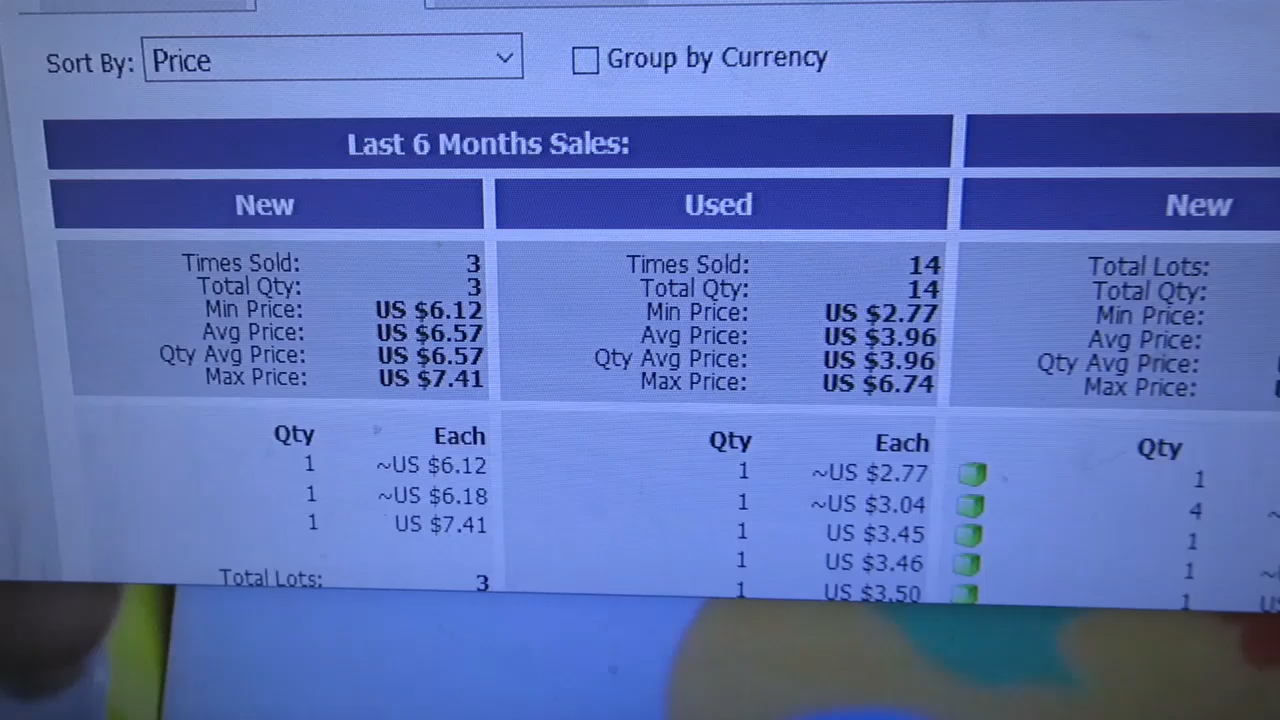 Sort By: Price Group by Currency
Last 6 Months Sales:
New Used New
Times Sold: 3 Times Sold: 14 Total Lots:
Total Qty: 3 Total Qty: 14 Total Qty:
Min Price: US $6.12 Min Price: US $2.77 Min Price:
Avg Price: US $6.57 Avg Price: US $3.96 Avg Price:
Qty Avg Price: US $6.57 Qty Avg Price: US $3.96 Qty Avg Price:
Max Price: US $7.41 Max Price: US $6.74 Max Price:
Qty Each Qty Each Qty
1 ~US $6.12 1 ~US $2.77 1
1 ~US $6.18 1 ~US $3.04 4 ~
1 US $7.41 1 US $3.45 1
1 US $3.46 1 ~
Total Lots: 3 1 US $3.50 1